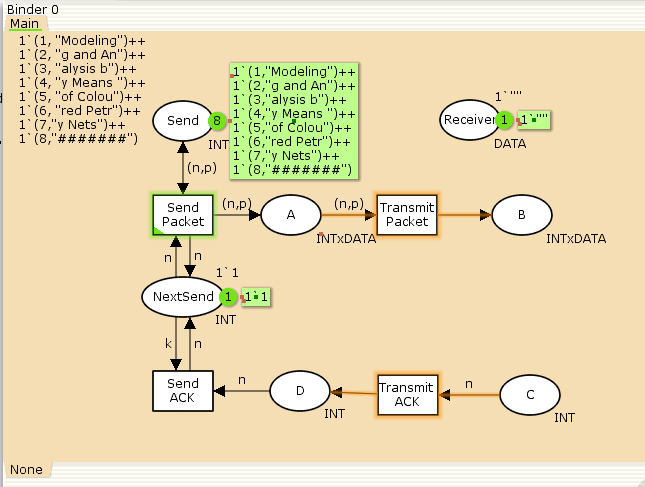 Binder 0
Main
1`(1, "Modeling")++
1`(2, "g and An")++
1`(3, "alysis b")++
1`(4, "y Means ")++
1`(5, "of Colou")++
1`(6, "red Petr")++
1`(7,"y Nets")++
1`(8,"#######")
1`(1,"Modeling")++
1`(2,"g and An")++
1`(3,"alysis b")++
1`(4,"y Means ")++
1`(5,"of Colou")++
1`(6,"red Petr")++
1`(7,"y Nets")++
1`(8,"#######")
Send
8
INT
1`""
Receiver
1
1`""
DATA
(n,p)
Send
Packet
(n,p)
A
(n,p)
INTxDATA
Transmit
Packet
B
INTxDATA
n
n
1`1
NextSend
1
1`1
INT
k
n
Send
ACK
n
D
INT
Transmit
ACK
n
C
INT
None